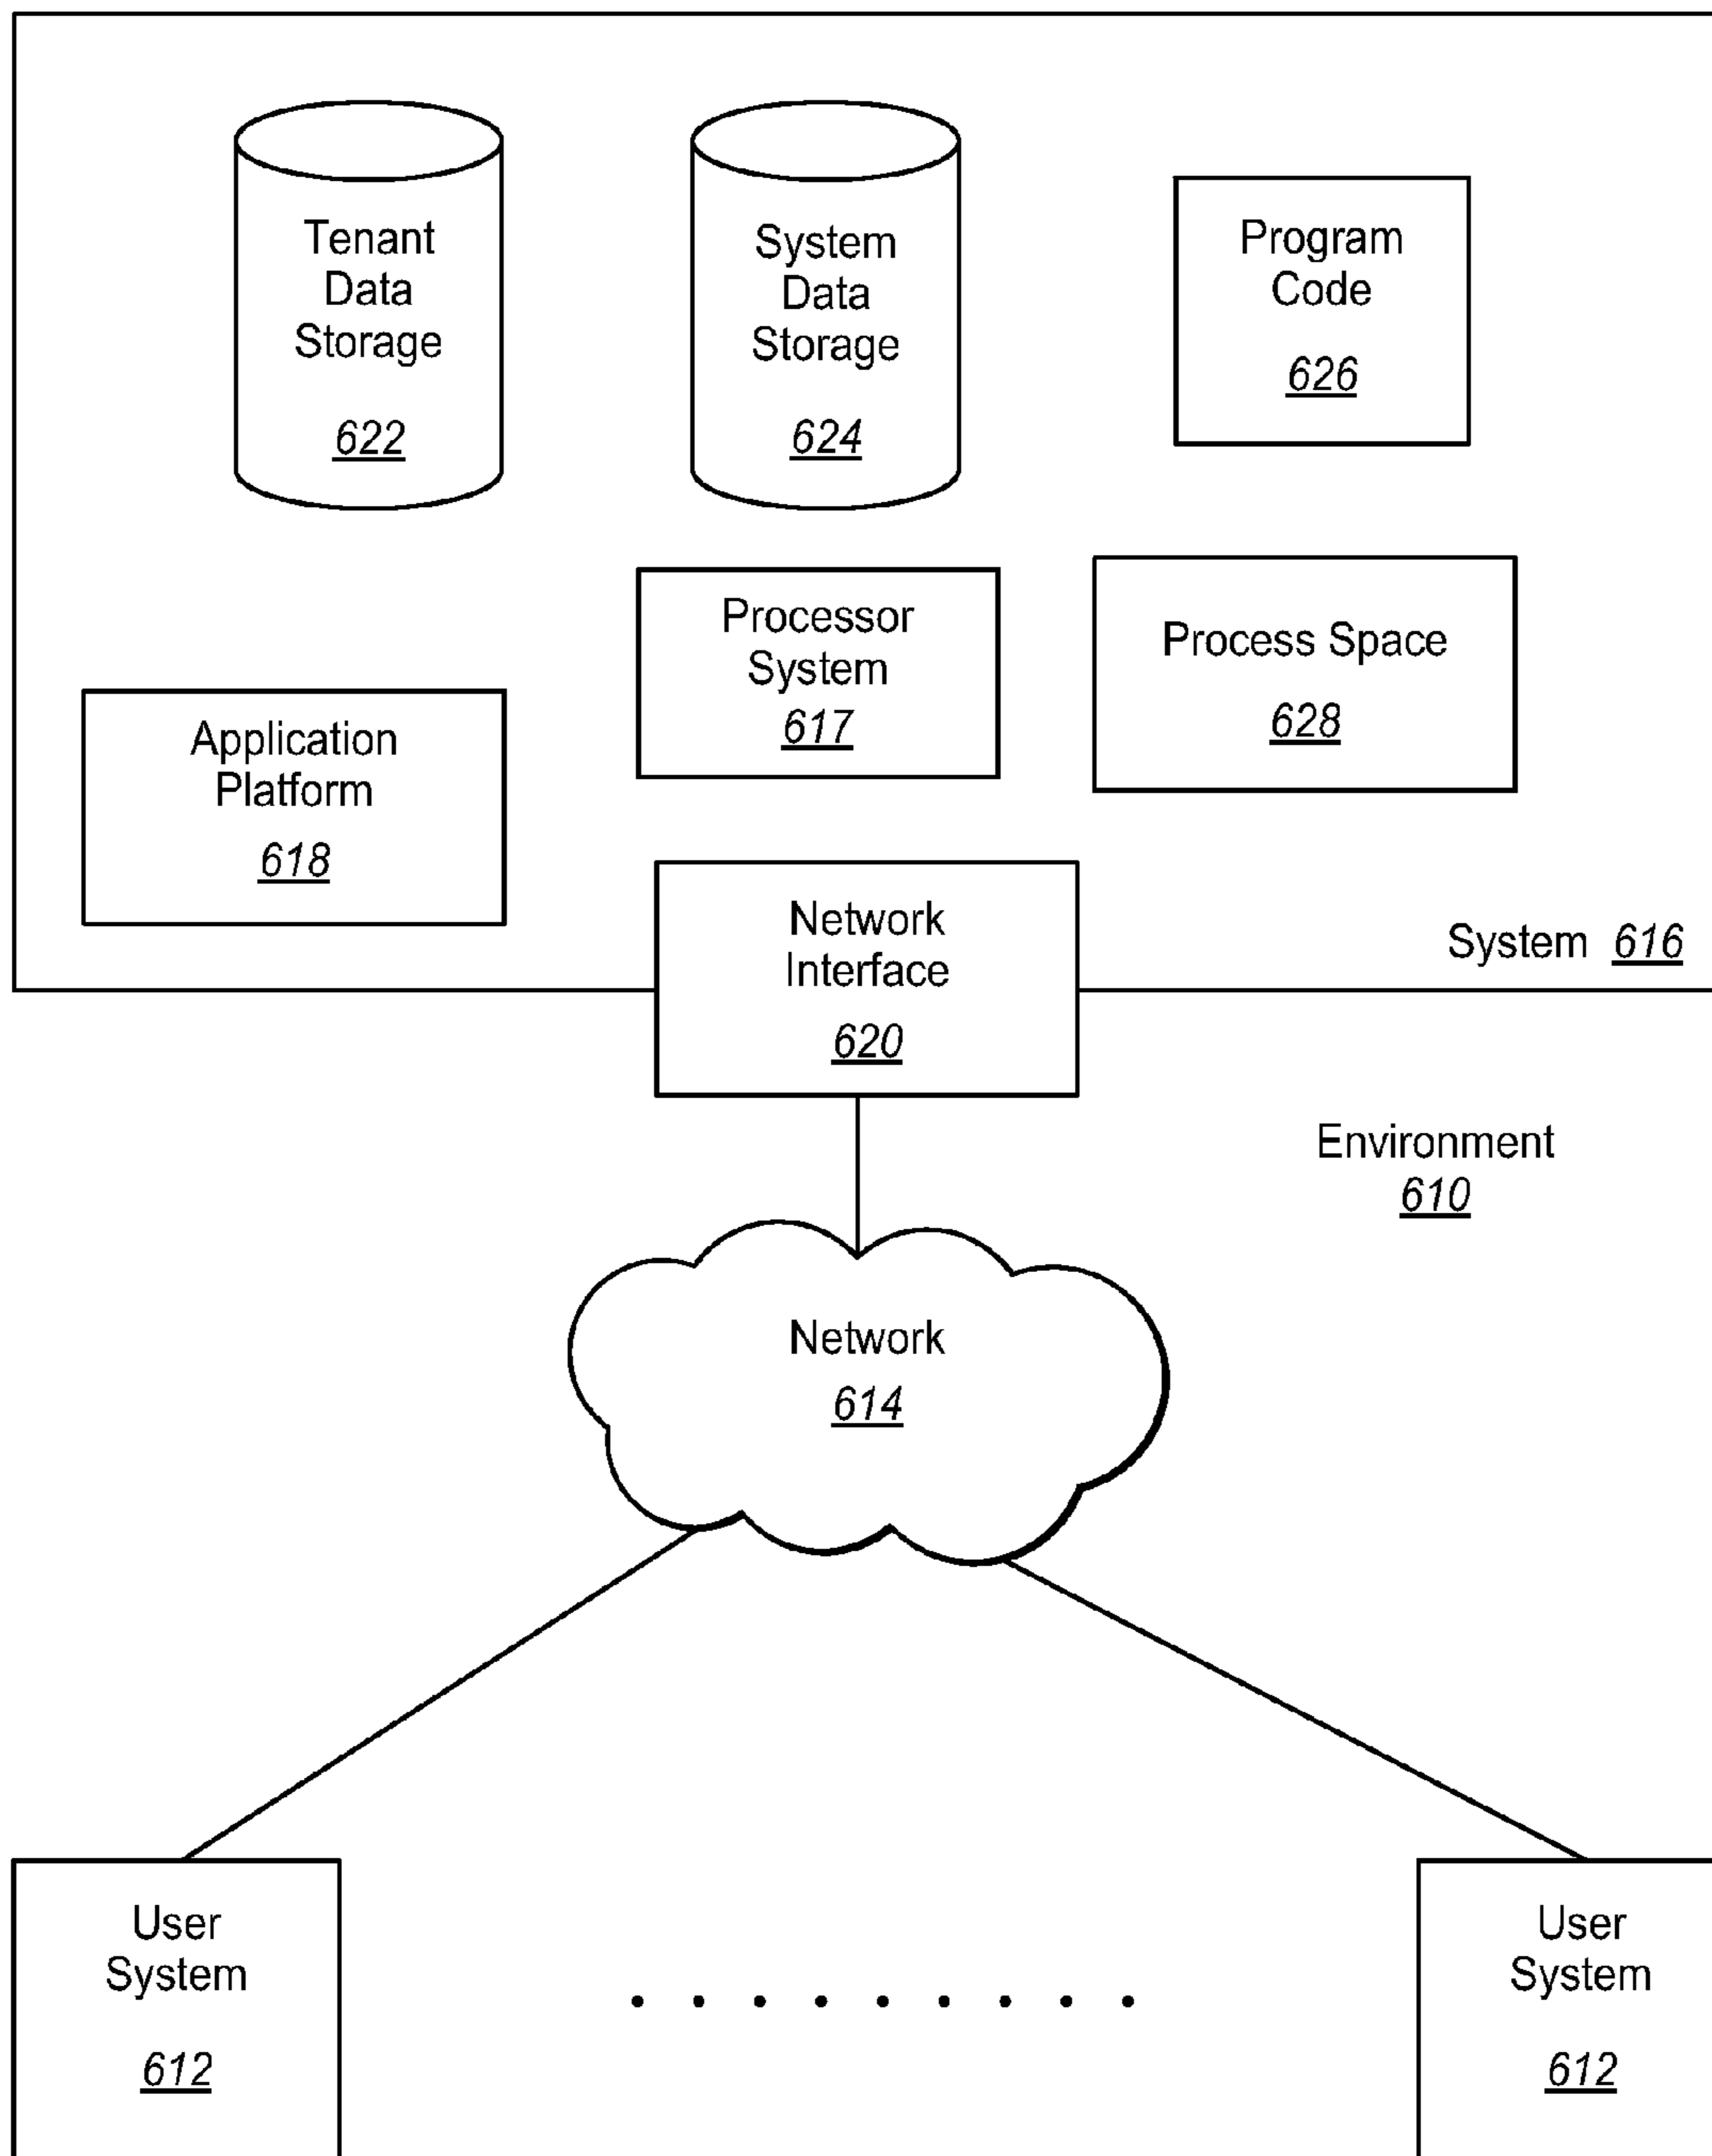 Tenant
Data
Storage
622
System
Data
Storage
624
Program
Code
626
Processor
System
617
Process Space
628
Application
Platform
618
Network
Interface
620
System 616
Environment
610
Network
614
User
System
612
User
System
612